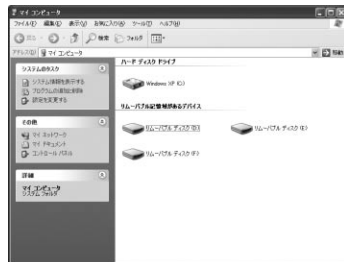 マイ コンピュータ
ファイル(F) 編集(E) 表示(V) お気に入り(A) ツール(T) ヘルプ(H)
戻る 検索 フォルダ
アドレス(D) マイ コンピュータ 移動
システムのタスク
システム情報を表示する
プログラムの追加と削除
設定を変更する
その他
マイ ネットワーク
マイ ドキュメント
コントロール パネル
詳細
マイ コンピュータ
システム フォルダ
ハード ディスク ドライブ
Windows XP (C:)
リムーバブル記憶域があるデバイス
リムーバブル ディスク (D:)
リムーバブル ディスク (E:)
リムーバブル ディスク (F:)